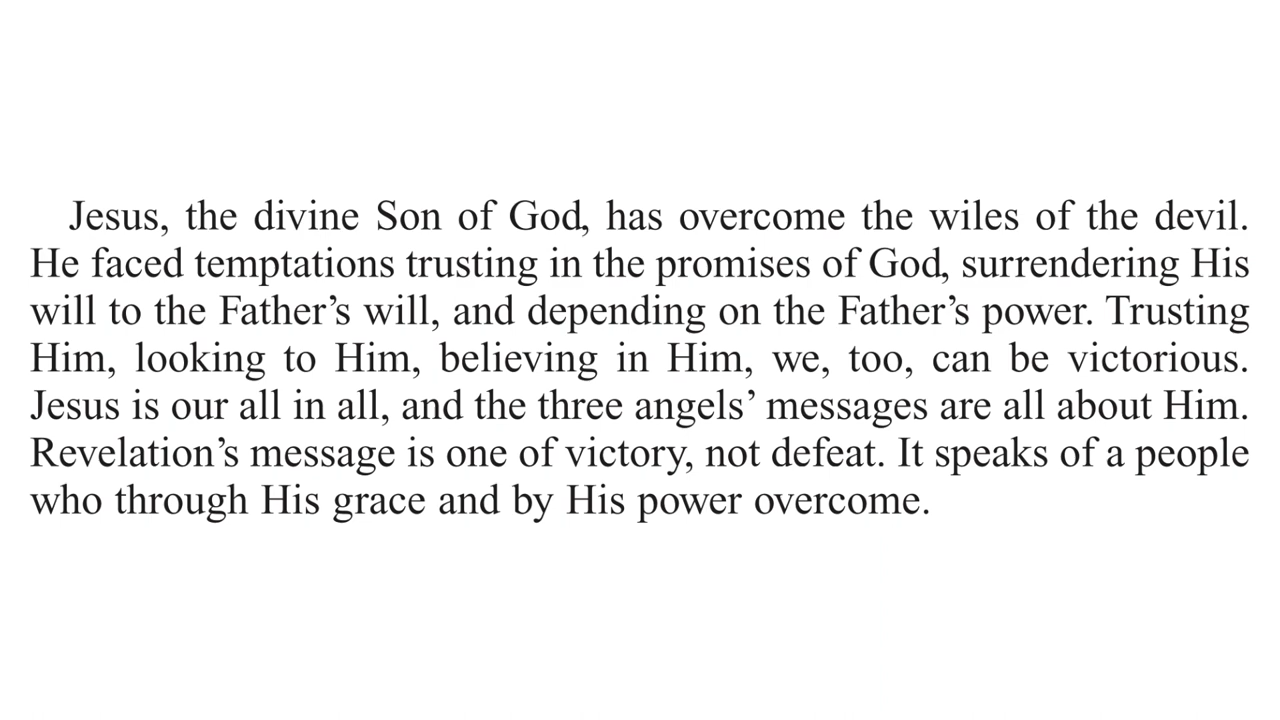 Jesus, the divine Son of God, has overcome the wiles of the devil.
He faced temptations trusting in the promises of God, surrendering His
will to the Father’s will, and depending on the Father’s power. Trusting
Him, looking to Him, believing in Him, we, too, can be victorious.
Jesus is our all in all, and the three angels’ messages are all about Him.
Revelation’s message is one of victory, not defeat. It speaks of a people
who through His grace and by His power overcome.